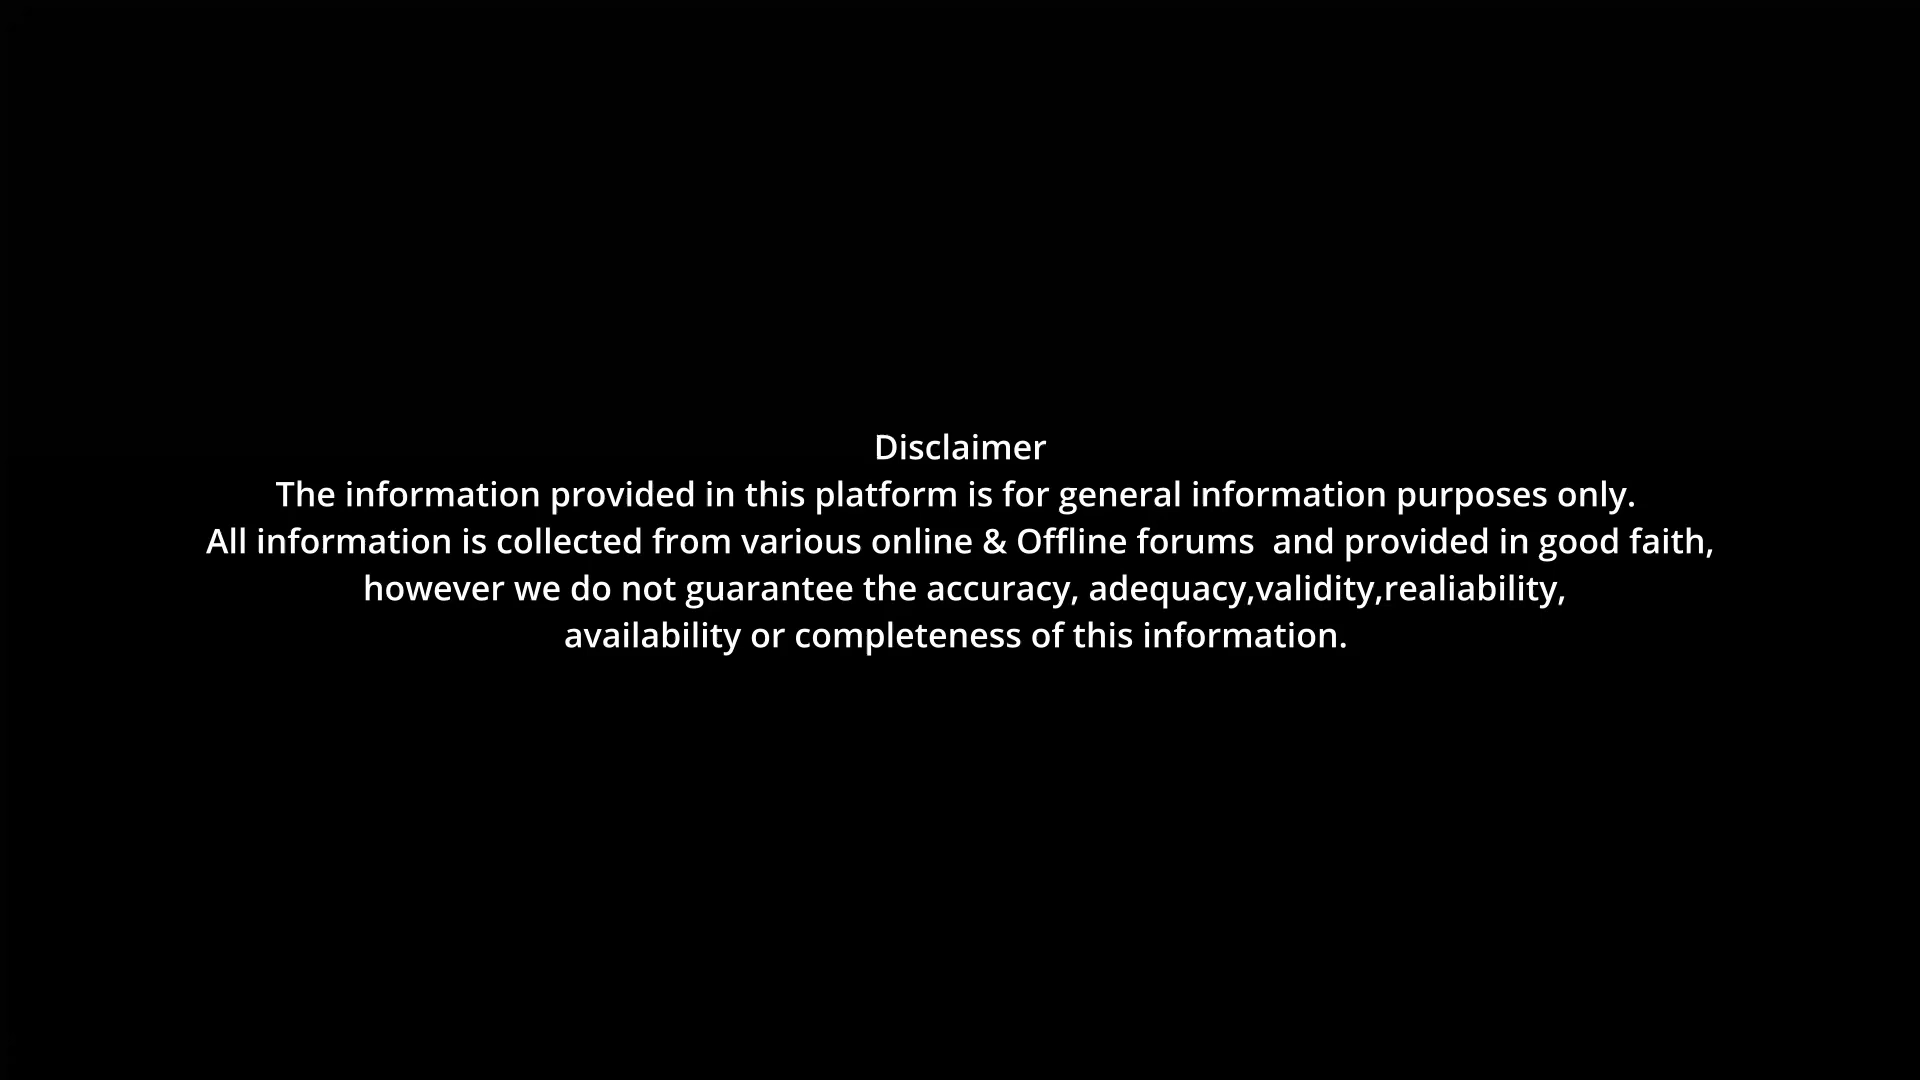 Disclaimer
The information provided in this platform is for general information purposes only.
All information is collected from various online & Offline forums  and provided in good faith,
however we do not guarantee the accuracy, adequacy,validity,realiability,
availability or completeness of this information.